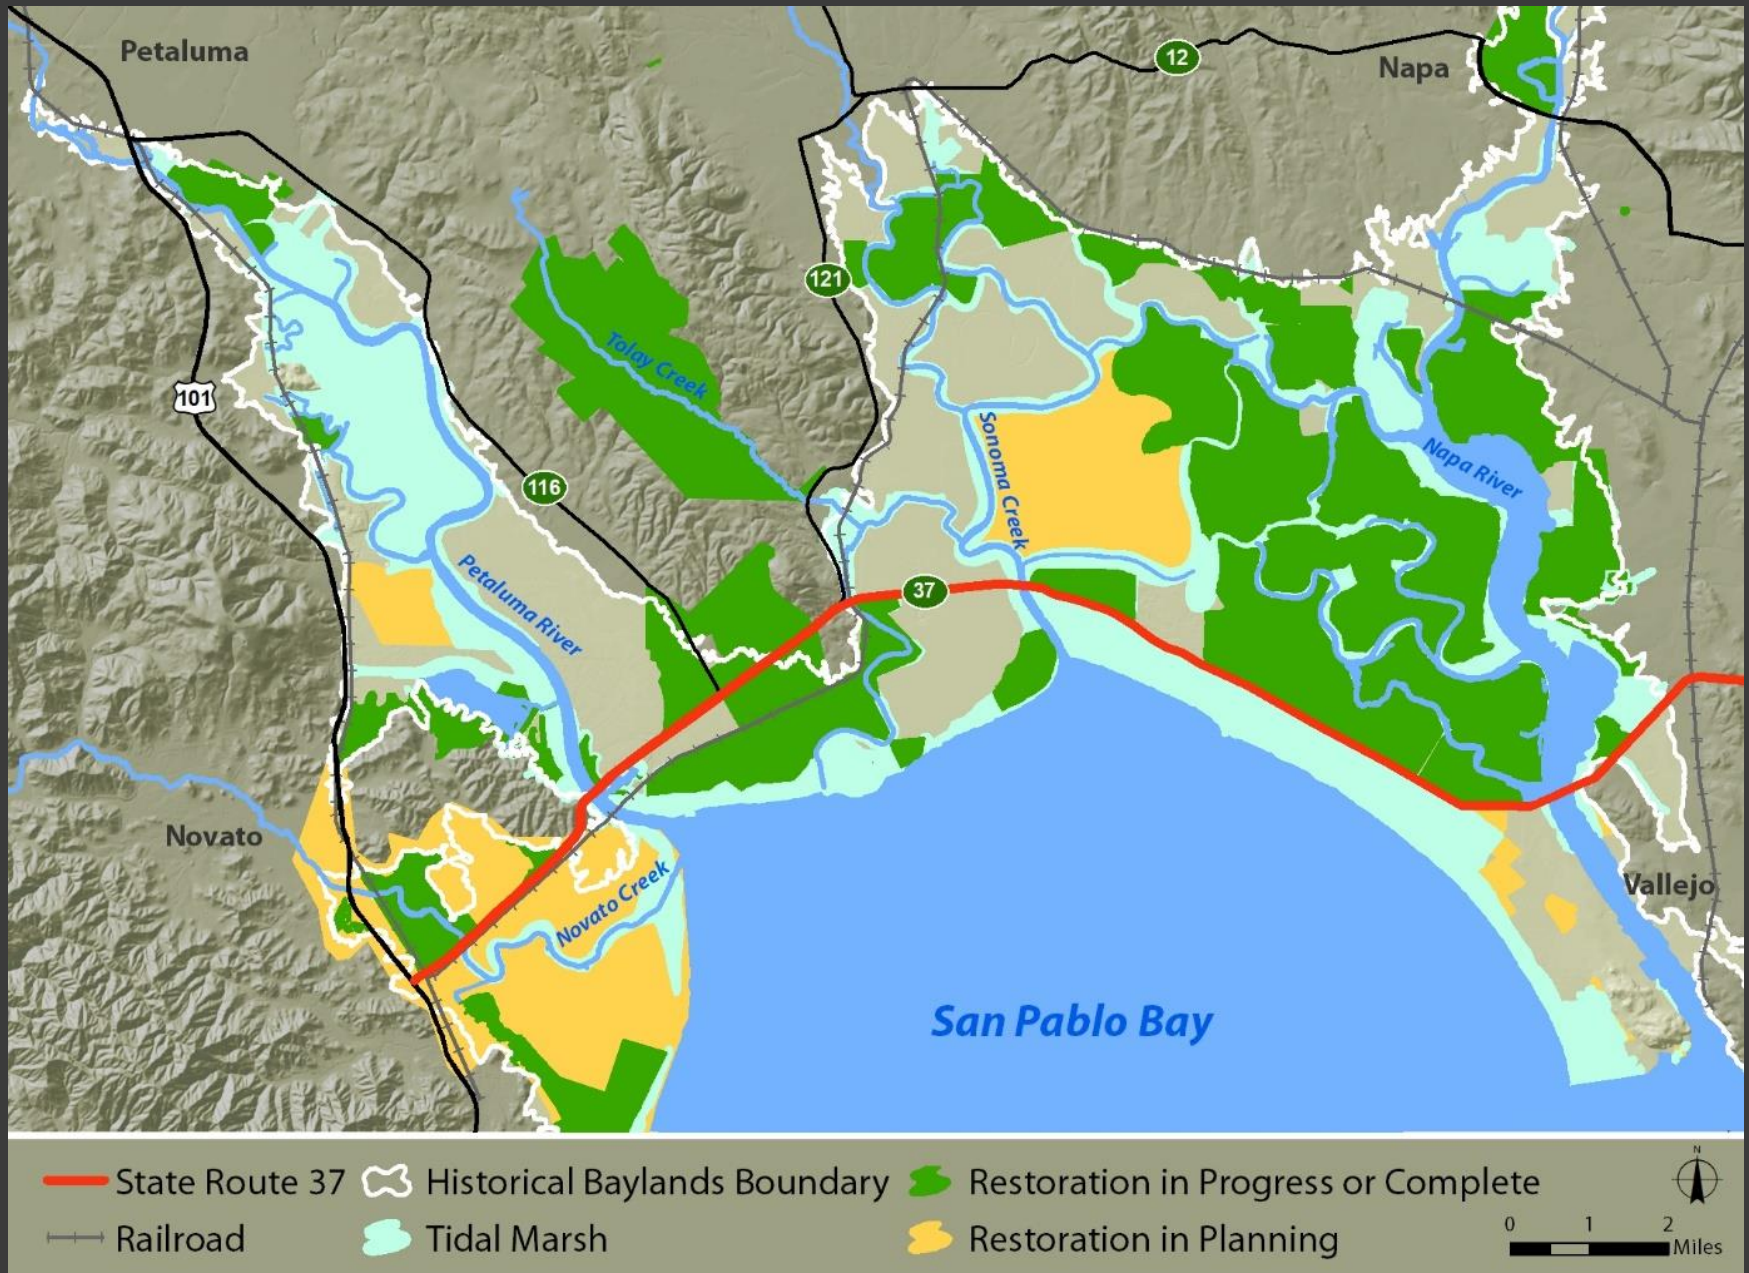 Petaluma
12
Napa
121
Tolay Creek
101
Sonoma Creek
Napa River
116
Petaluma River
37
Novato
Novato Creek
Vallejo
San Pablo Bay
State Route 37
Historical Baylands Boundary
Restoration in Progress or Complete
N
Railroad
Tidal Marsh
Restoration in Planning
0 1 2
Miles